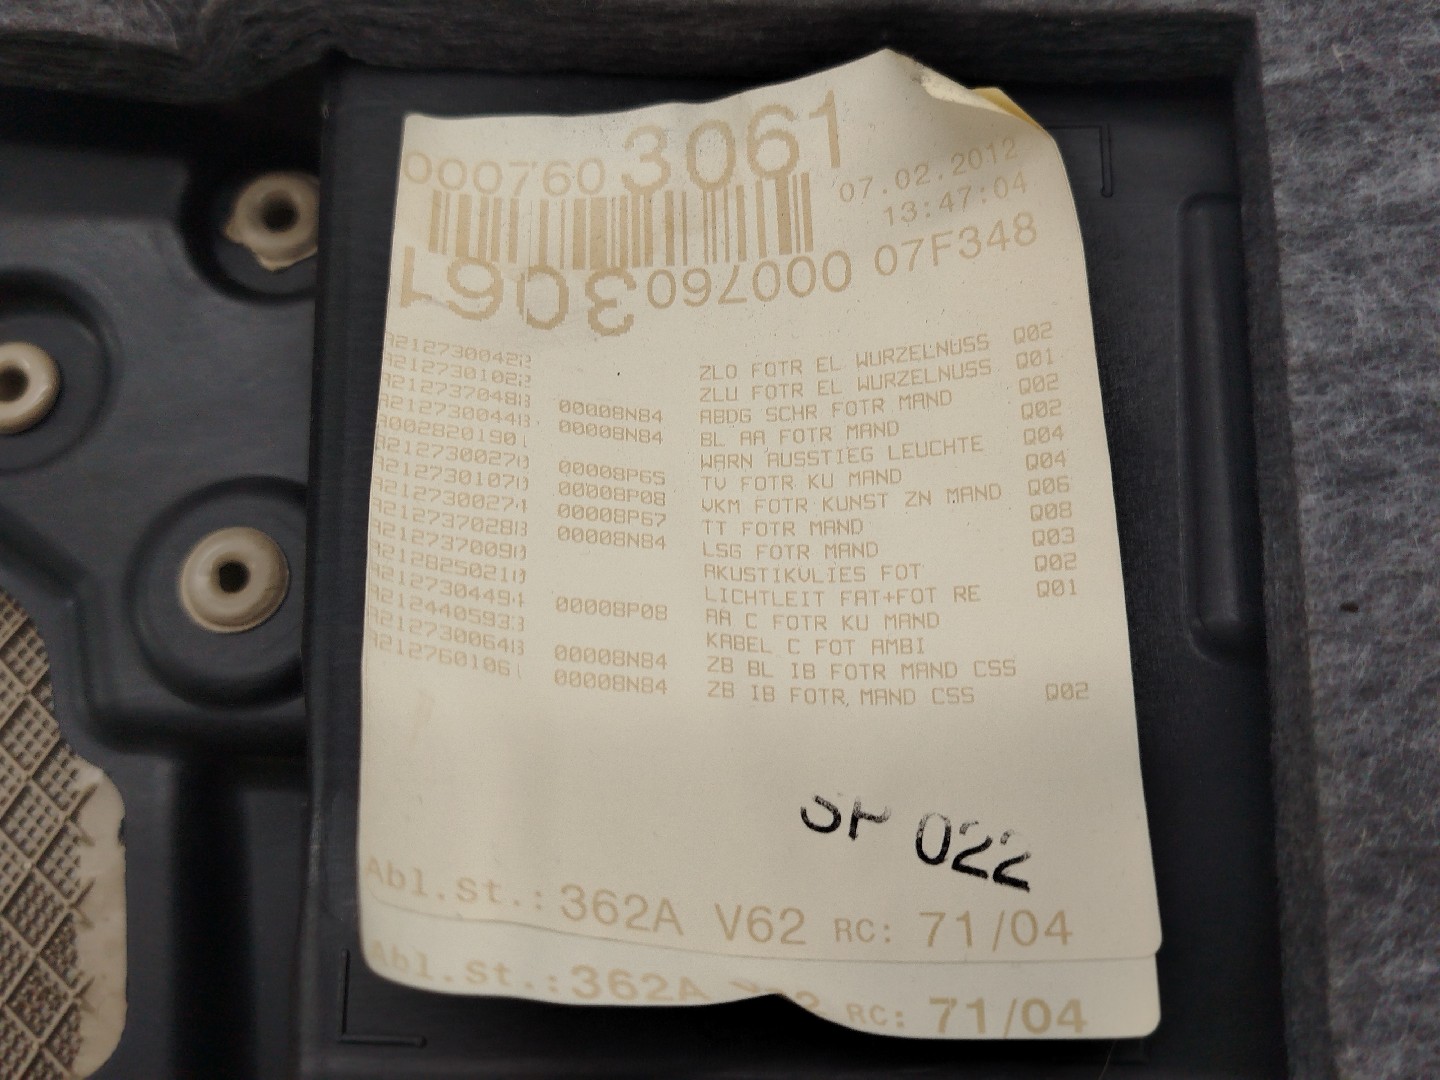 000760 3061
07.02.2012
13:47:04
000760 3061 07F348
ZLO FOTR EL WURZELNUSS Q02
ZLU FOTR EL WURZELNUSS Q01
00008N84 ABDG SCHR FOTR MAND Q02
00008N84 BL AA FOTR MAND Q02
WARN AUSSTIEG LEUCHTE Q04
00008P65 TV FOTR KU MAND Q04
00008P08 VKM FOTR KUNST ZN MAND Q06
00008P67 TT FOTR MAND Q08
00008N84 LSG FOTR MAND Q03
AKUSTIKVLIES FOT Q02
LICHTLEIT FAT+FOT RE Q01
00008P08 AA C FOTR KU MAND
KABEL C FOT AMBI
00008N84 ZB BL IB FOTR MAND CSS
00008N84 ZB IB FOTR, MAND CSS Q02
SP 022
Abl.st.: 362A V62 RC: 71/04
Abl.st.: 362A RC: 71/04